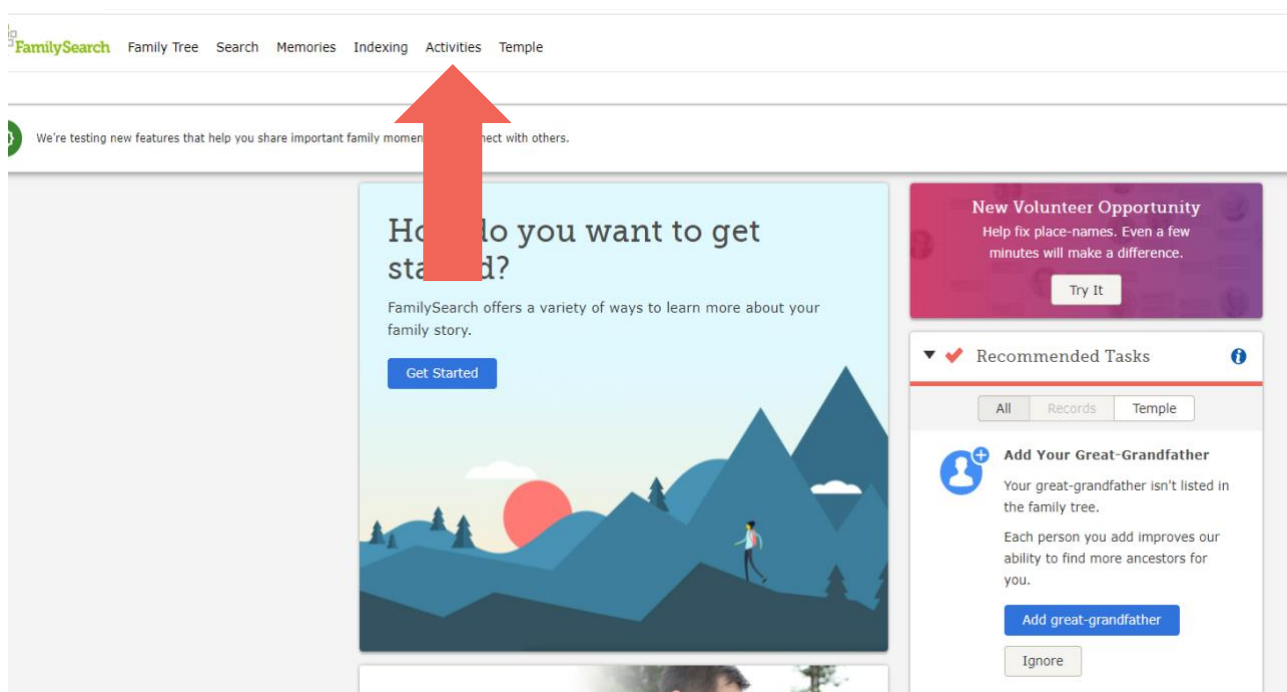 FamilySearch Family Tree Search Memories Indexing Activities Temple
We're testing new features that help you share important family with others.
do you want to get
FamilySearch offers a variety of ways to learn more about your
family story.
Get Started
New Volunteer Opportunity
Help fix place-names. Even a few
minutes will make a difference.
Try It
Recommended Tasks
All Records Temple
Add Your Great-Grandfather
Your great-grandfather isn't listed in
the family tree.
Each person you add improves our
ability to find more ancestors for
you.
Add great-grandfather
Ignore